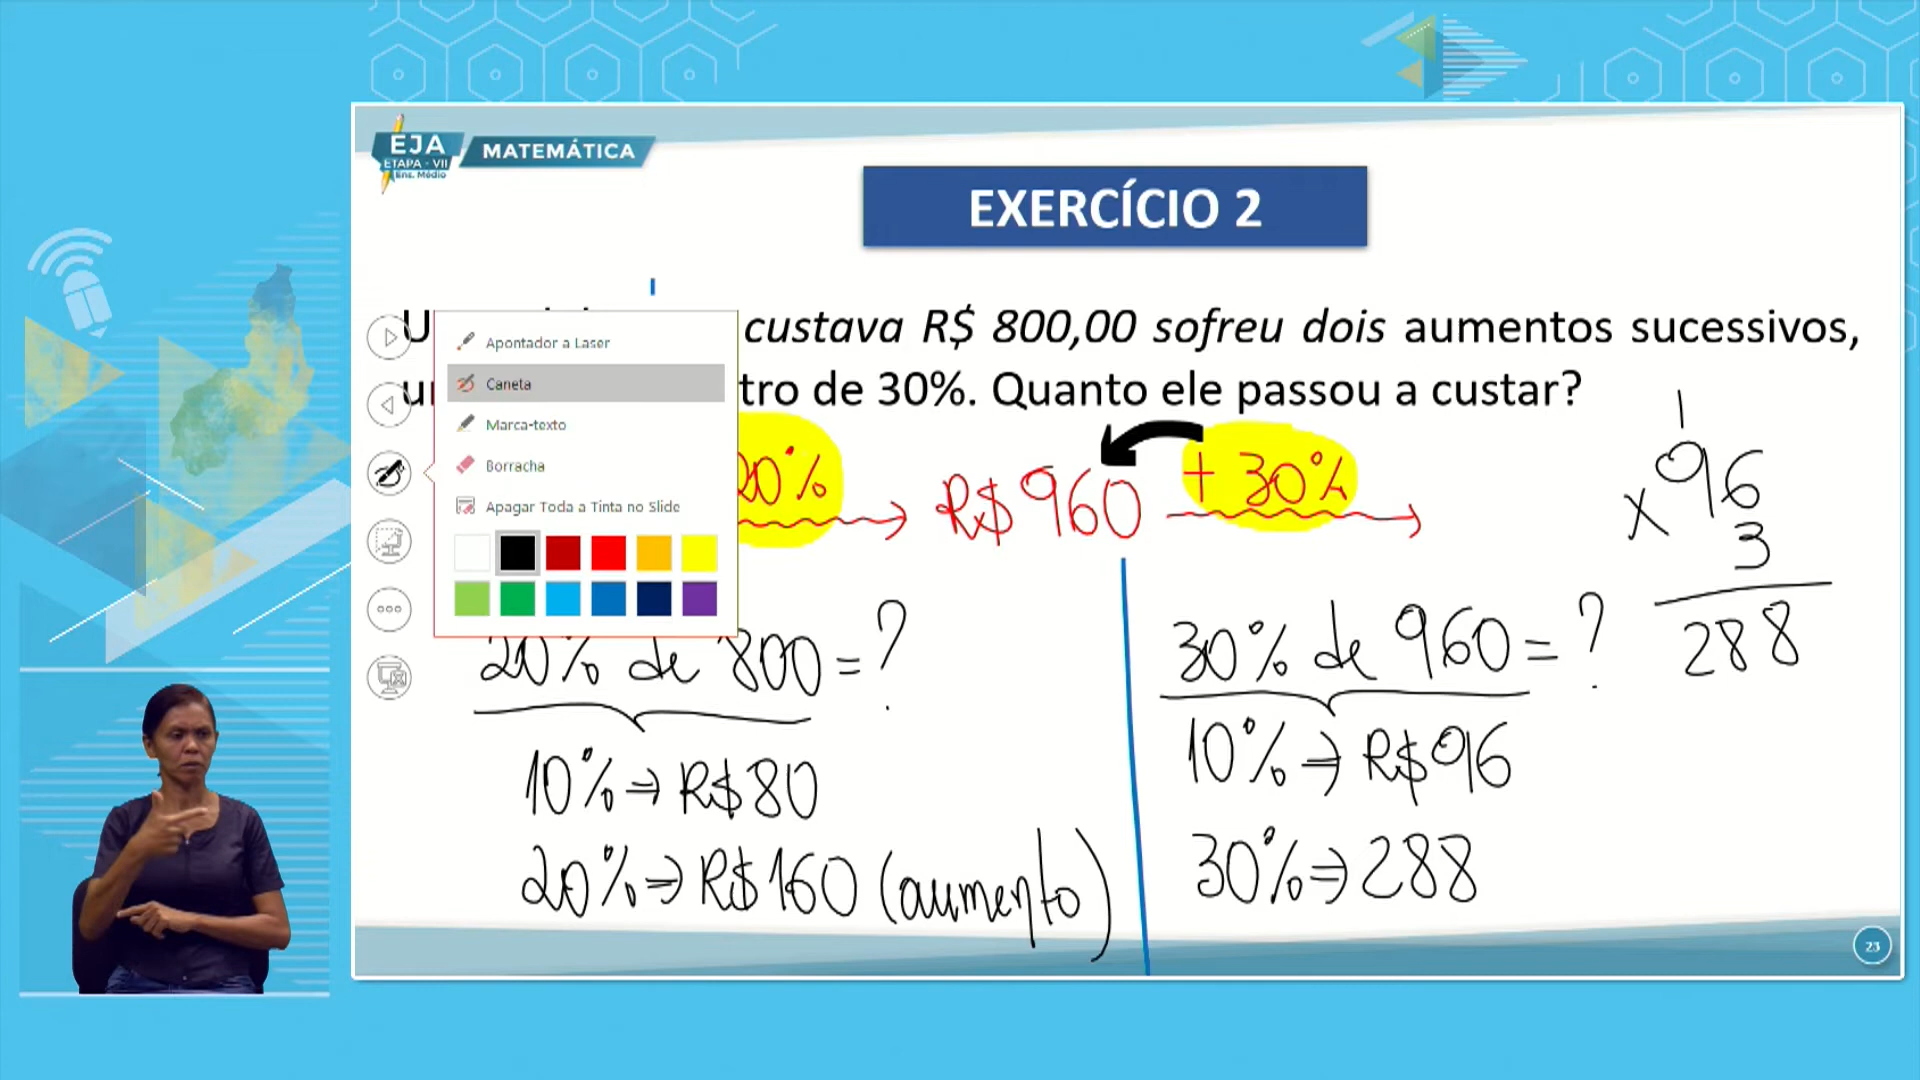 EJA
ETAPA - VII
Ens. Médio
MATEMÁTICA
EXERCÍCIO 2
U custava R$ 800,00 sofreu dois aumentos sucessivos,
tro de 30%. Quanto ele passou a custar?
Apontador a Laser
Caneta
Marca-texto
Borracha
Apagar Toda a Tinta no Slide
20%
R$ 960
+ 30%
1
96
x 3
288
20% de 800 = ?
10% ⇒ R$ 80
20% ⇒ R$ 160 (aumento)
30% de 960 = ?
10% ⇒ R$ 96
30% ⇒ 288
23